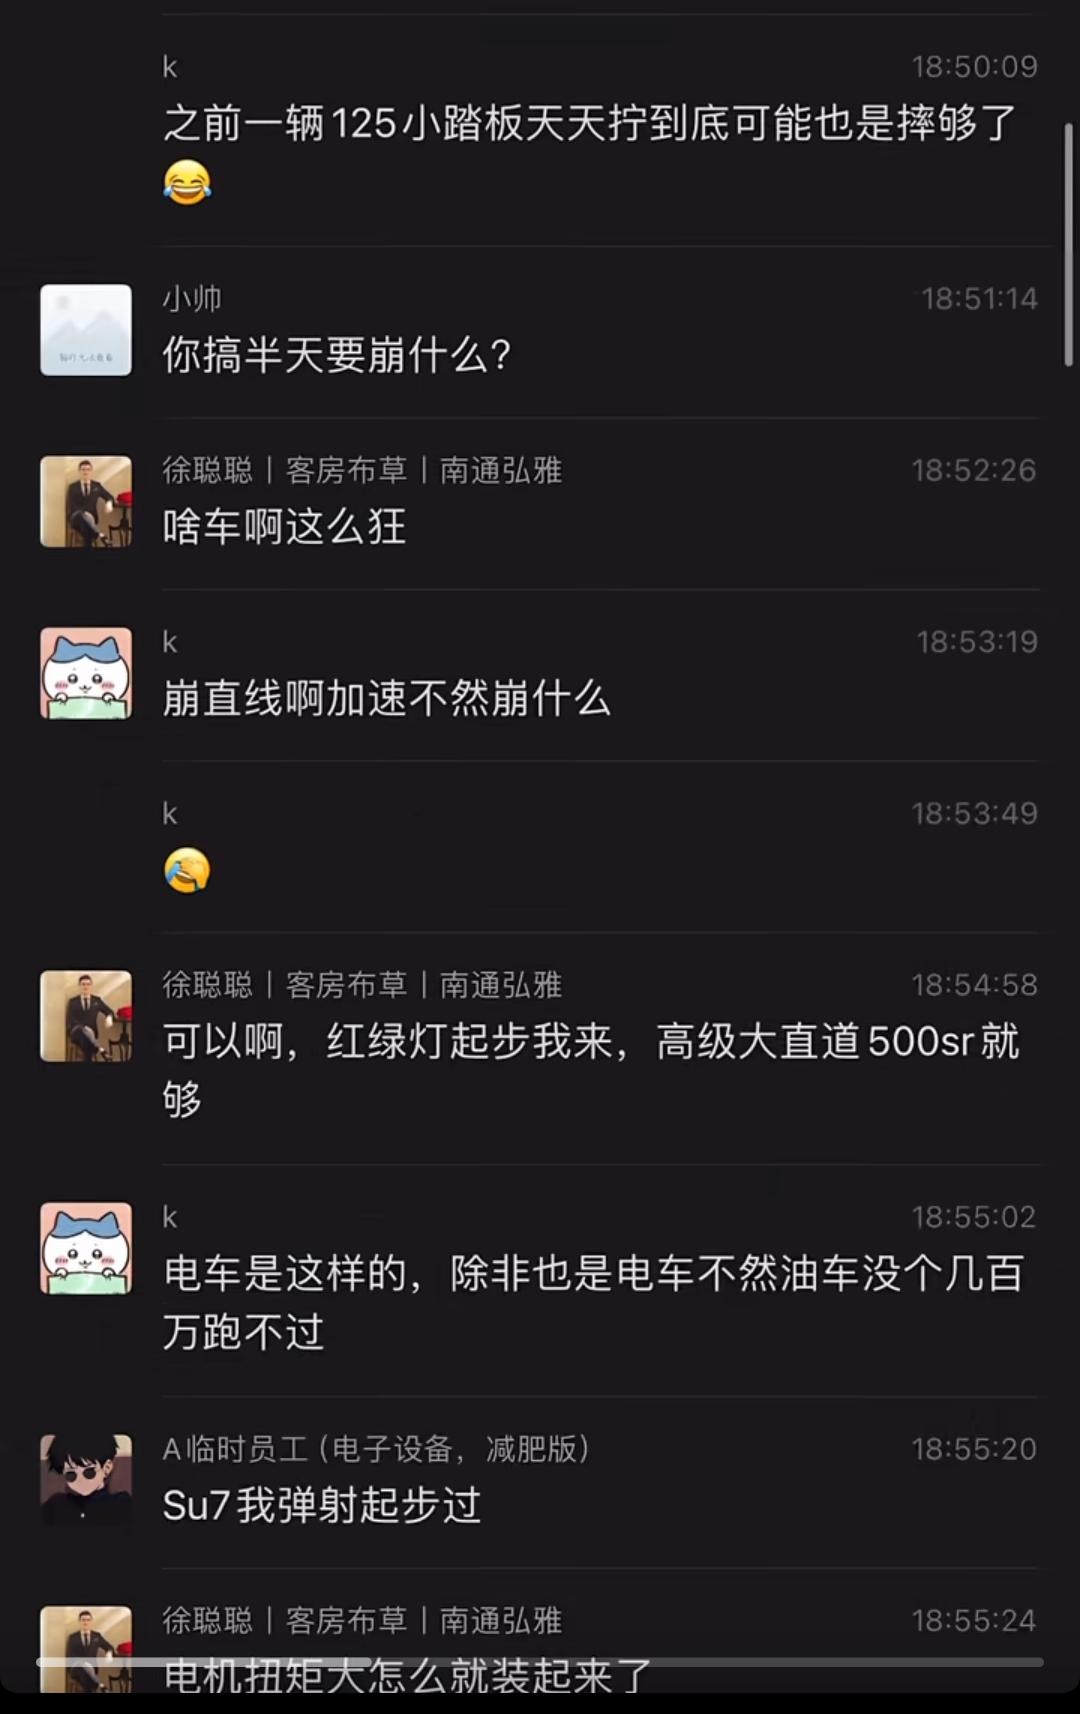 k 18:50:09
之前一辆125小踏板天天拧到底可能也是摔够了
😂
小帅 18:51:14
你搞半天要崩什么?
徐聪聪丨客房布草丨南通弘雅 18:52:26
啥车啊这么狂
k 18:53:19
崩直线啊加速不然崩什么
k 18:53:49
徐聪聪丨客房布草丨南通弘雅 18:54:58
可以啊，红绿灯起步我来，高级大直道500sr就
够
k 18:55:02
电车是这样的，除非也是电车不然油车没个几百
万跑不过
A临时员工 (电子设备，减肥版) 18:55:20
Su7我弹射起步过
徐聪聪丨客房布草丨南通弘雅 18:55:24
电机扭矩大怎么就装起来了